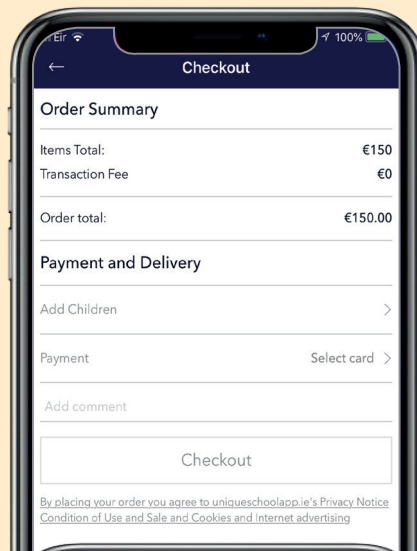 Eir 100%
Checkout
Order Summary
Items Total: €150
Transaction Fee €0
Order total: €150.00
Payment and Delivery
Add Children
Payment Select card
Add comment
Checkout
By placing your order you agree to uniqueschoolapp.ie's Privacy Notice
Condition of Use and Sale and Cookies and Internet advertising